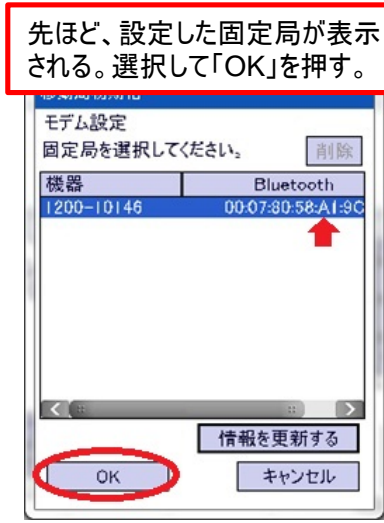 先ほど、設定した固定局が表示
される。選択して「OK」を押す。
モデム設定
固定局を選択してください。 削除
機器 Bluetooth
1200-10146 00:07:80:58:A1:9C
情報を更新する
OK キャンセル